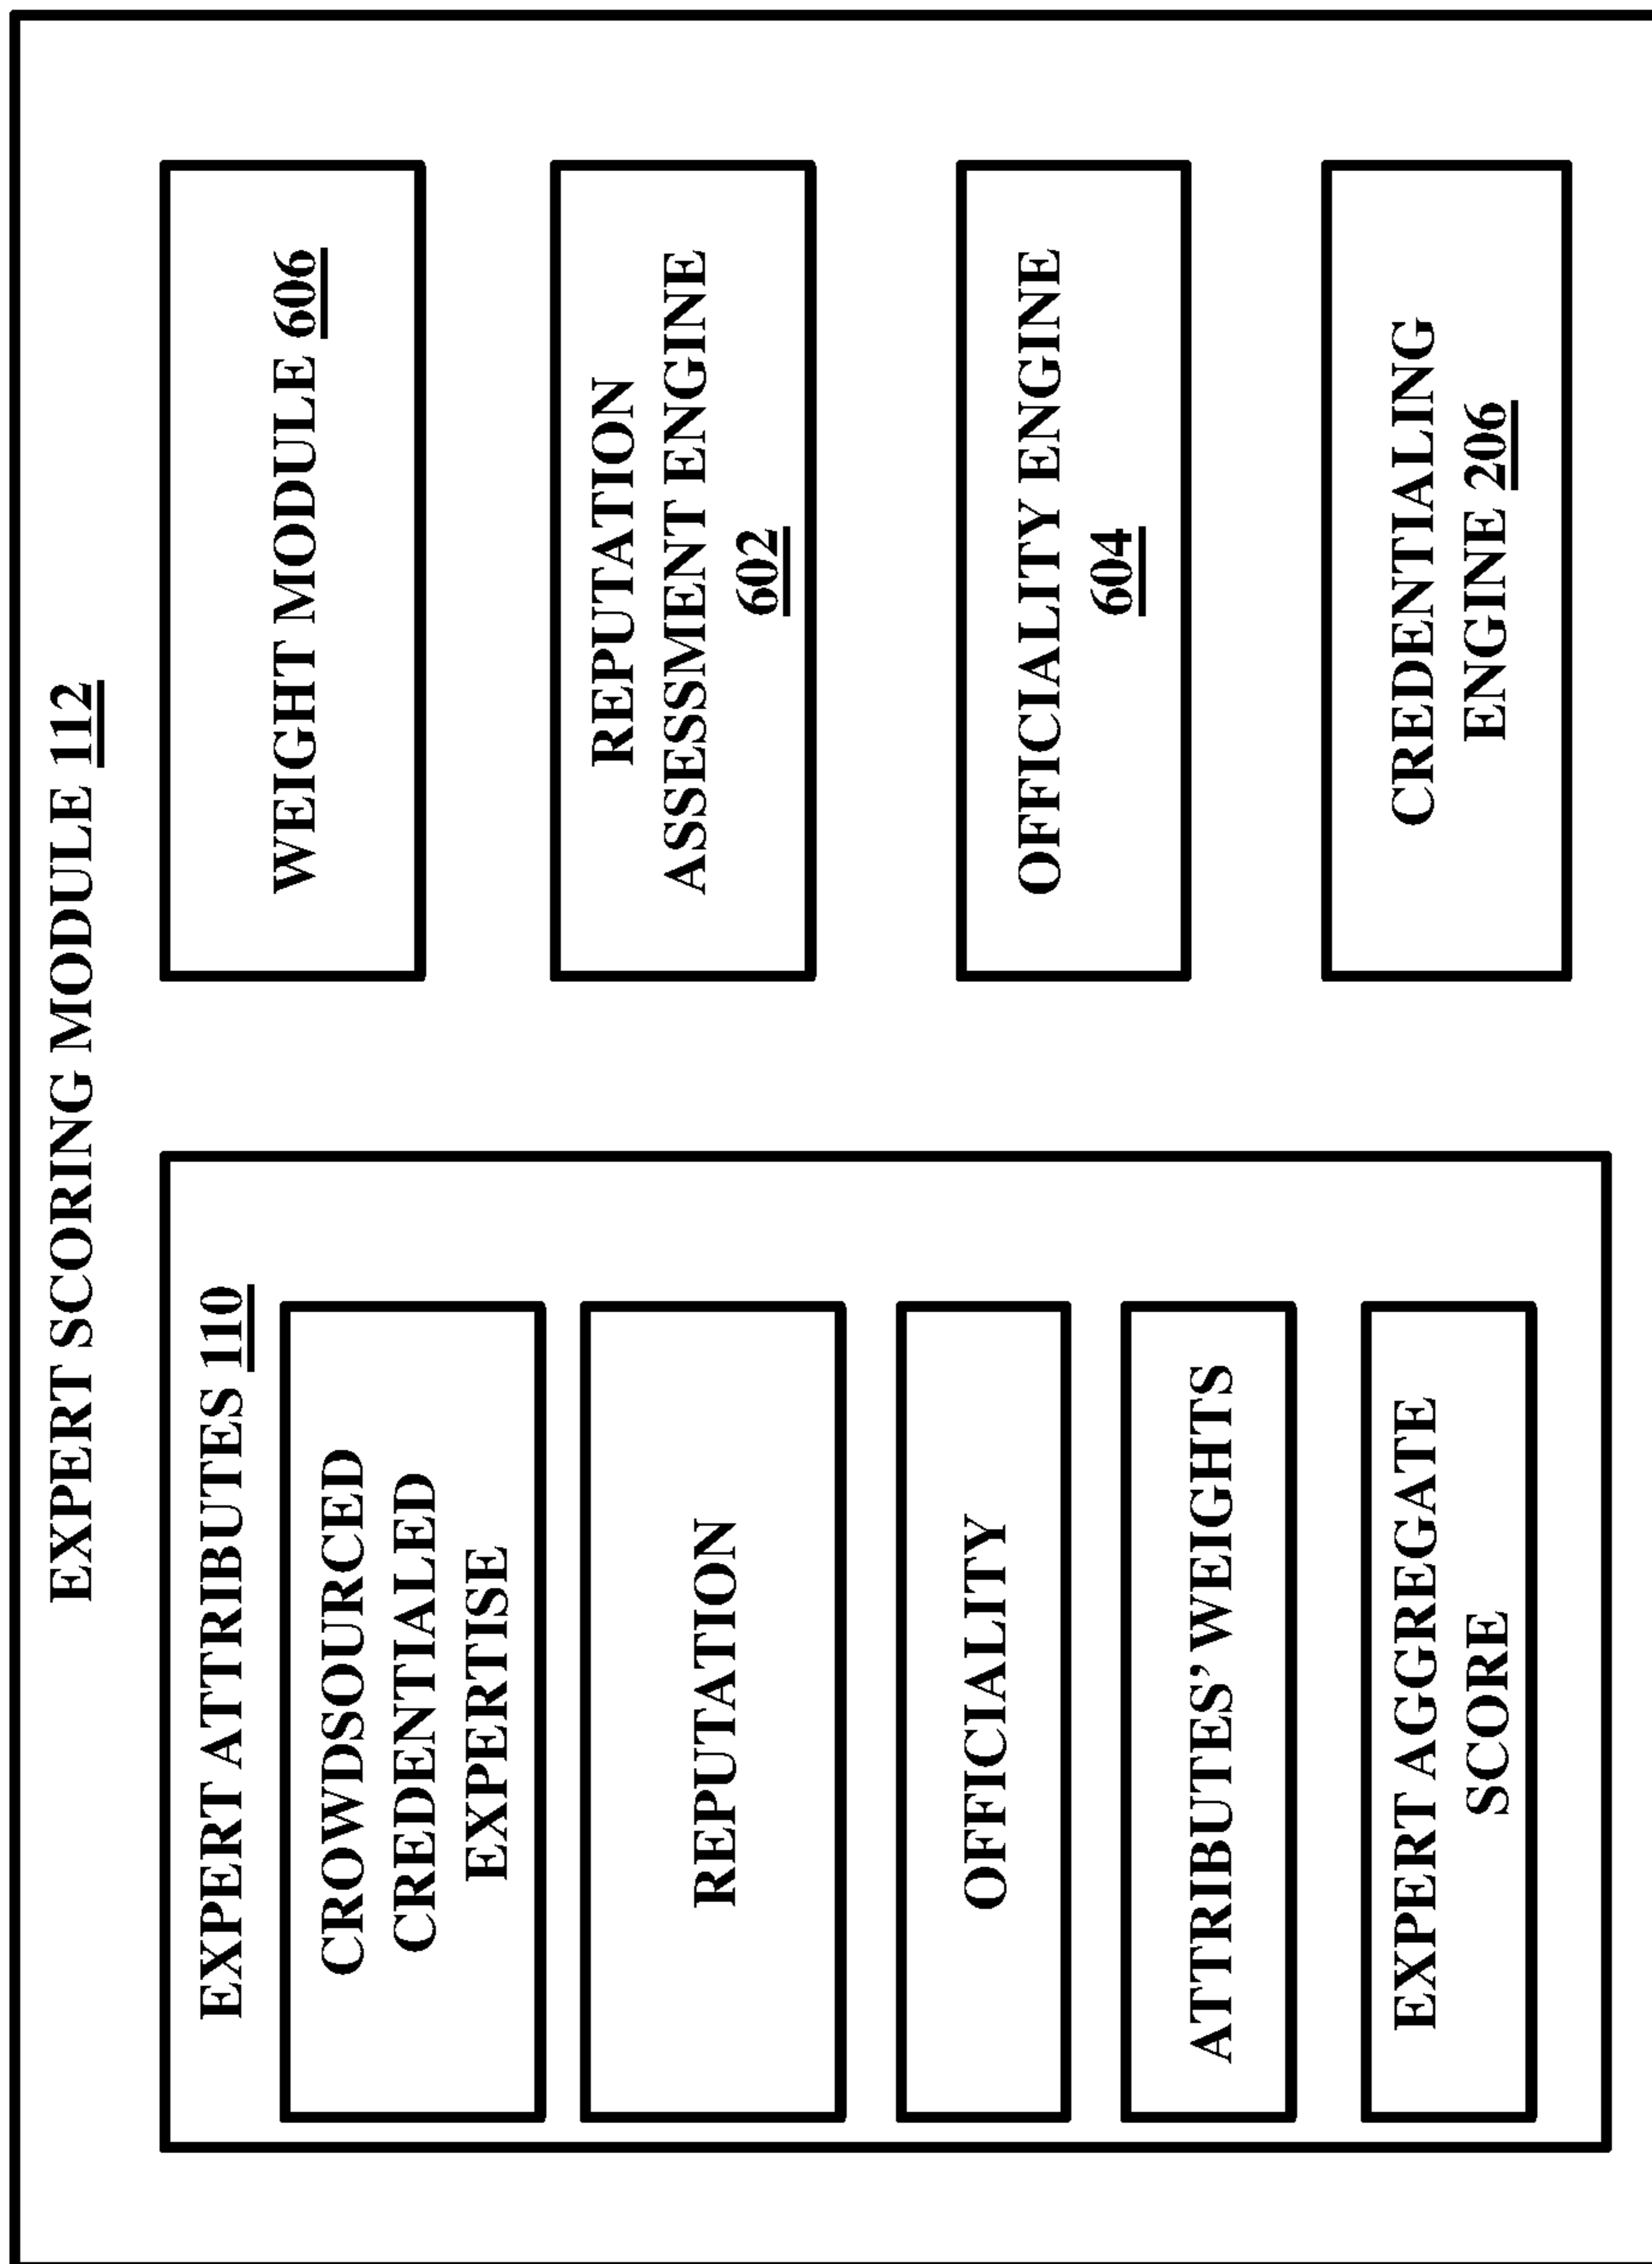 EXPERT SCORING MODULE 112
EXPERT ATTRIBUTES 110
CROWDSOURCED
CREDENTIALED
EXPERTISE
REPUTATION
OFFICIALITY
ATTRIBUTES’ WEIGHTS
EXPERT AGGREGATE
SCORE
WEIGHT MODULE 606
REPUTATION
ASSESSMENT ENGINE
602
OFFICIALITY ENGINE
604
CREDENTIALING
ENGINE 206